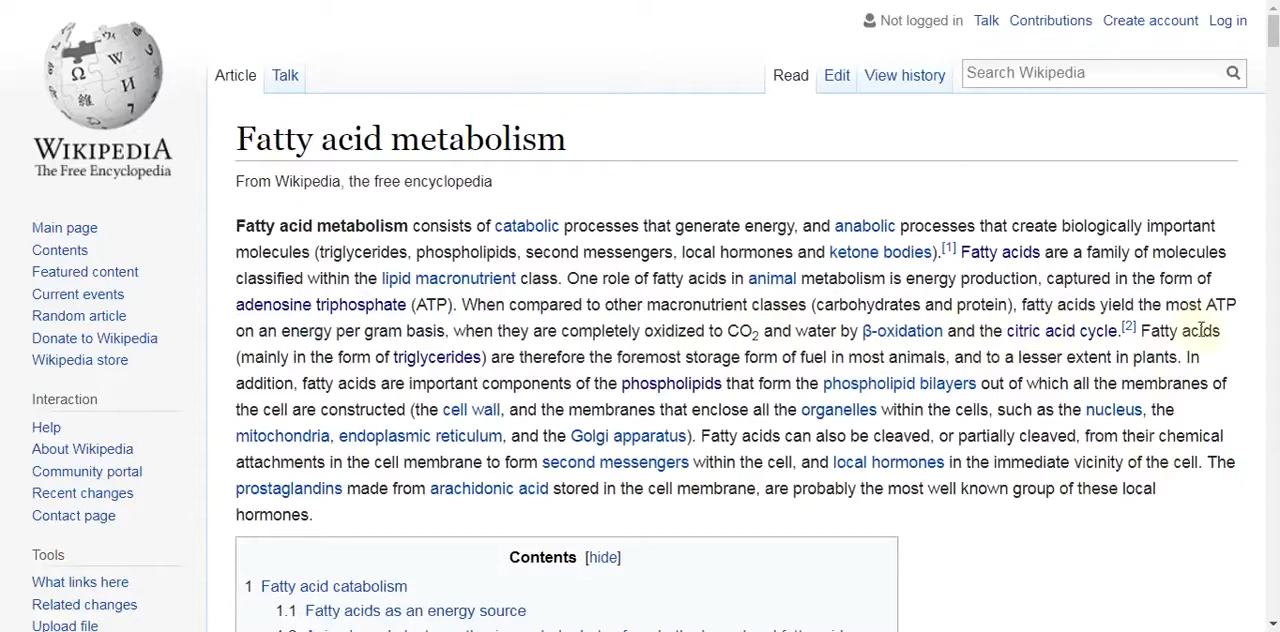 Not logged in Talk Contributions Create account Log in
Article Talk Read Edit View history Search Wikipedia
WIKIPEDIA
The Free Encyclopedia
Main page
Contents
Featured content
Current events
Random article
Donate to Wikipedia
Wikipedia store
Interaction
Help
About Wikipedia
Community portal
Recent changes
Contact page
Tools
What links here
Related changes
Upload file
Fatty acid metabolism
From Wikipedia, the free encyclopedia
Fatty acid metabolism consists of catabolic processes that generate energy, and anabolic processes that create biologically important
molecules (triglycerides, phospholipids, second messengers, local hormones and ketone bodies).[1] Fatty acids are a family of molecules
classified within the lipid macronutrient class. One role of fatty acids in animal metabolism is energy production, captured in the form of
adenosine triphosphate (ATP). When compared to other macronutrient classes (carbohydrates and protein), fatty acids yield the most ATP
on an energy per gram basis, when they are completely oxidized to CO2 and water by β-oxidation and the citric acid cycle.[2] Fatty acids
(mainly in the form of triglycerides) are therefore the foremost storage form of fuel in most animals, and to a lesser extent in plants. In
addition, fatty acids are important components of the phospholipids that form the phospholipid bilayers out of which all the membranes of
the cell are constructed (the cell wall, and the membranes that enclose all the organelles within the cells, such as the nucleus, the
mitochondria, endoplasmic reticulum, and the Golgi apparatus). Fatty acids can also be cleaved, or partially cleaved, from their chemical
attachments in the cell membrane to form second messengers within the cell, and local hormones in the immediate vicinity of the cell. The
prostaglandins made from arachidonic acid stored in the cell membrane, are probably the most well known group of these local
hormones.
Contents [hide]
1 Fatty acid catabolism
1.1 Fatty acids as an energy source